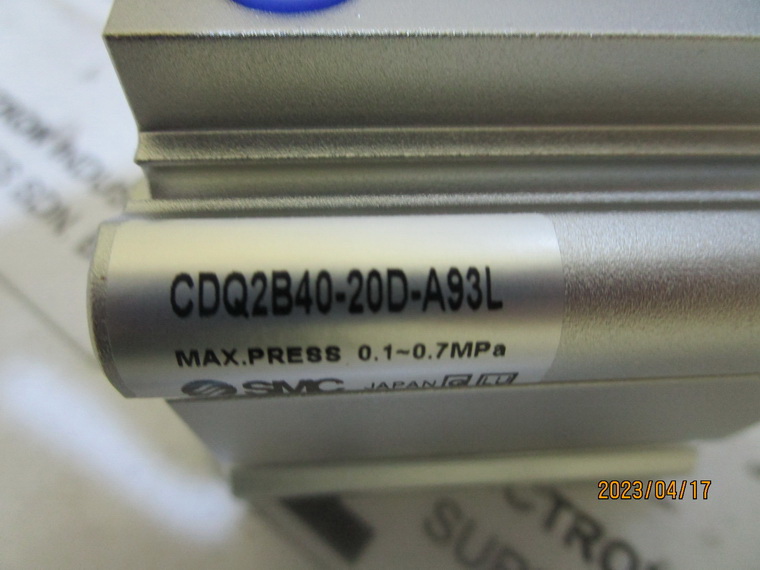 CDQ2B40-20D-A93L
MAX.PRESS 0.1~0.7MPa
SMC JAPAN
2023/04/17